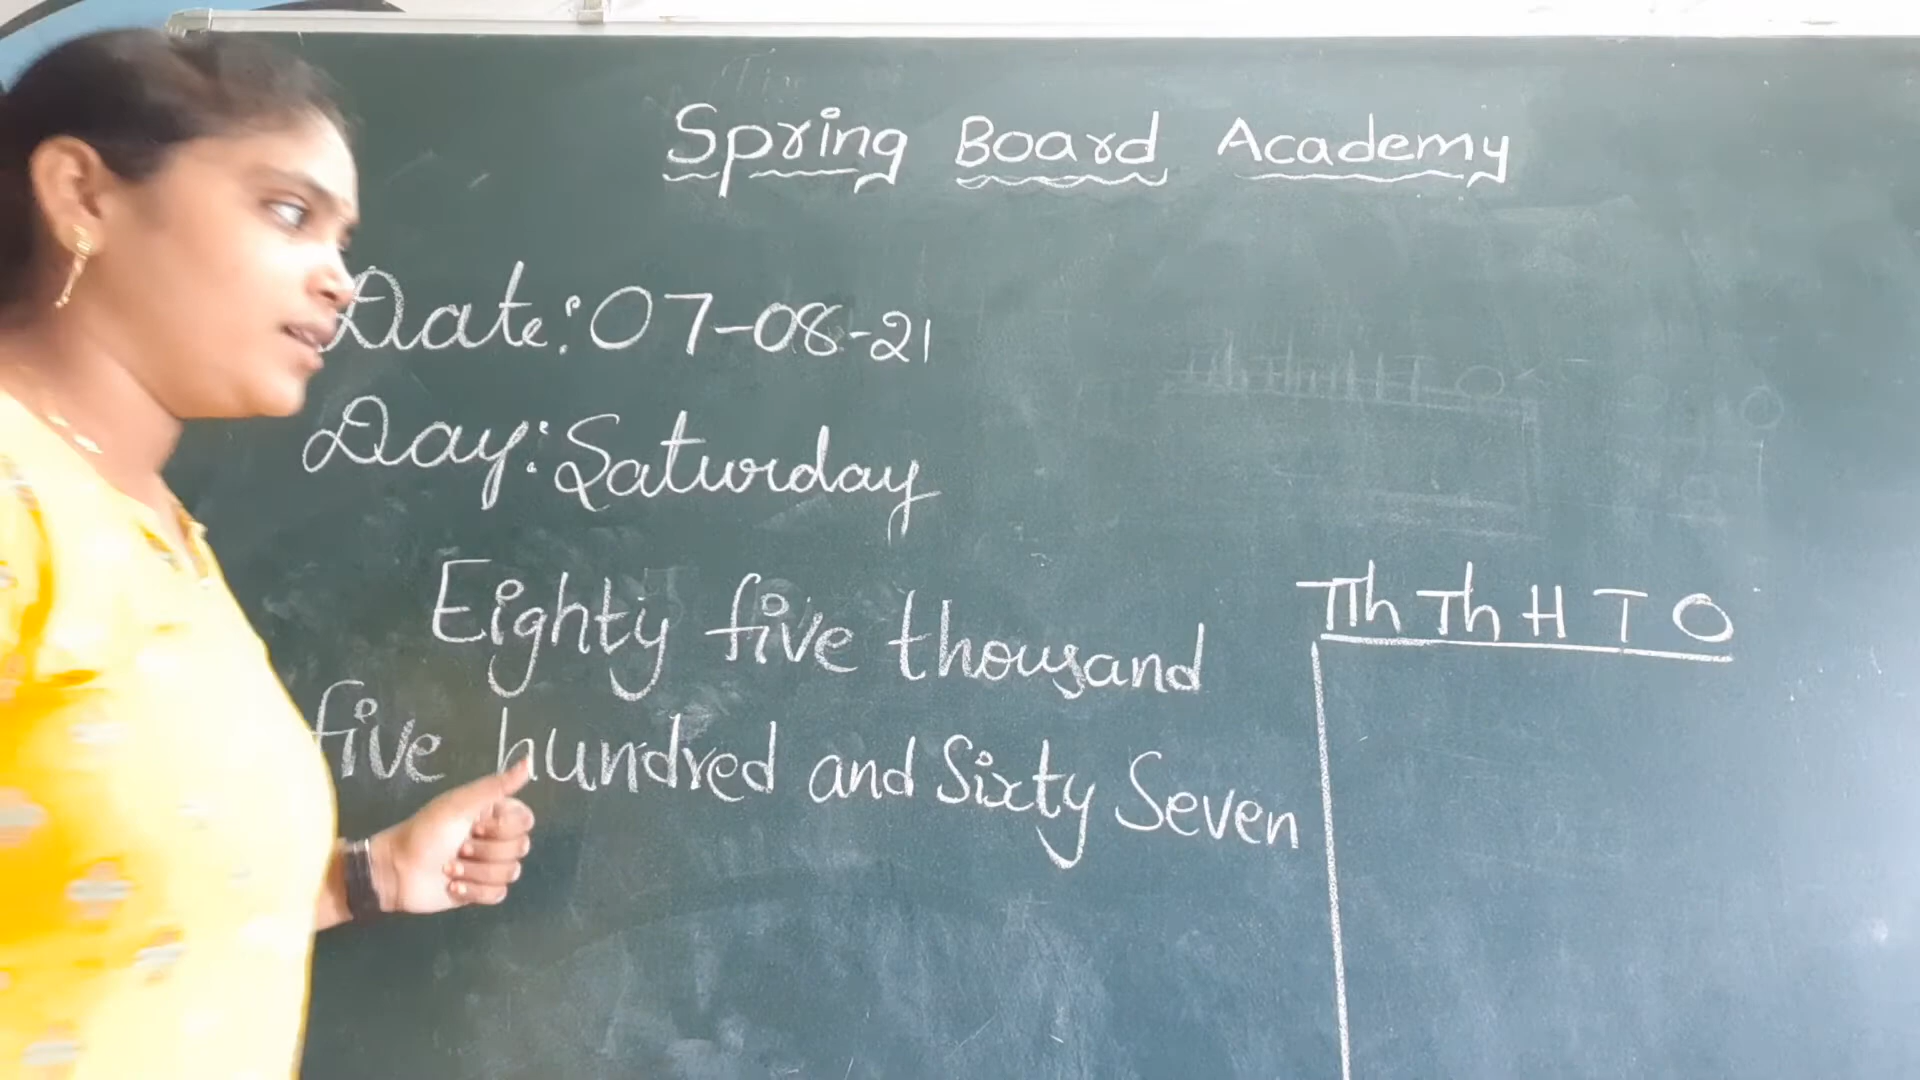 Spring Board Academy
Date: 07-08-21
Day: Saturday
Eighty five thousand
five hundred and Sixty Seven
TTh Th H T O